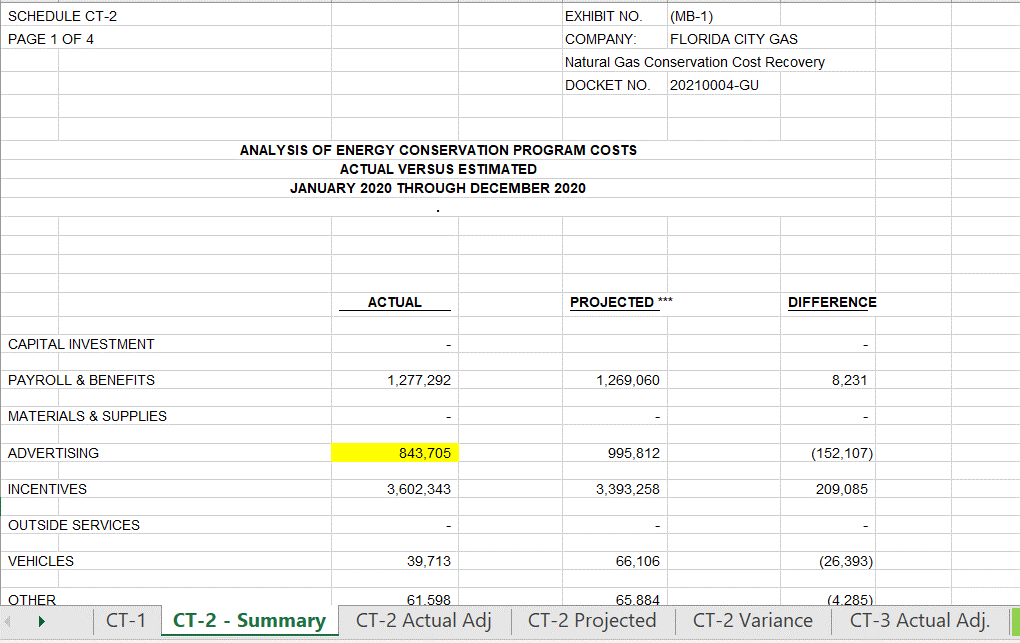 SCHEDULE CT-2 EXHIBIT NO. (MB-1)
PAGE 1 OF 4 COMPANY: FLORIDA CITY GAS
Natural Gas Conservation Cost Recovery
DOCKET NO. 20210004-GU
ANALYSIS OF ENERGY CONSERVATION PROGRAM COSTS
ACTUAL VERSUS ESTIMATED
JANUARY 2020 THROUGH DECEMBER 2020
.
ACTUAL PROJECTED *** DIFFERENCE
CAPITAL INVESTMENT - -
PAYROLL & BENEFITS 1,277,292 1,269,060 8,231
MATERIALS & SUPPLIES - - -
ADVERTISING 843,705 995,812 (152,107)
INCENTIVES 3,602,343 3,393,258 209,085
OUTSIDE SERVICES - - -
VEHICLES 39,713 66,106 (26,393)
OTHER 61,598 65,884 (4,285)
CT-1 CT-2 - Summary CT-2 Actual Adj CT-2 Projected CT-2 Variance CT-3 Actual Adj.